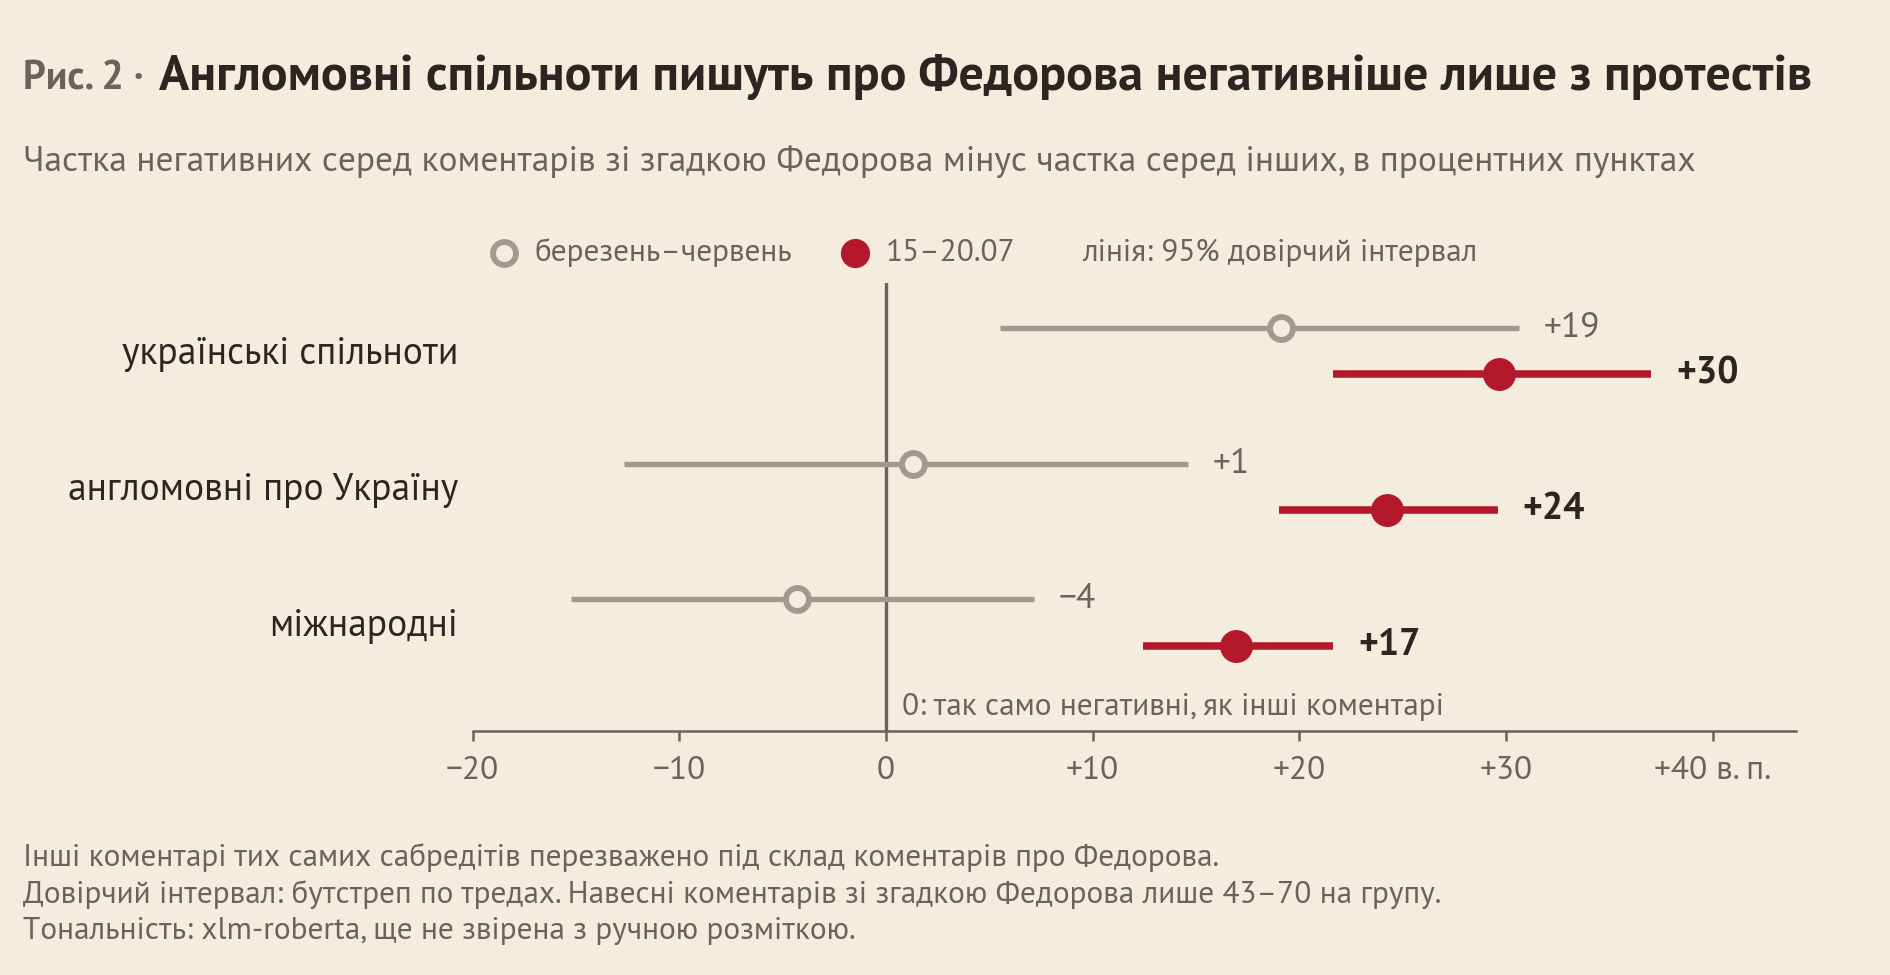 Рис. 2 · Англомовні спільноти пишуть про Федорова негативніше лише з протестів
Частка негативних серед коментарів зі згадкою Федорова мінус частка серед інших, в процентних пунктах
березень–червень 15–20.07 лінія: 95% довірчий інтервал
українські спільноти +19
+30
англомовні про Україну +1
+24
міжнародні −4
+17
0: так само негативні, як інші коментарі
−20 −10 0 +10 +20 +30 +40 в. п.
Інші коментарі тих самих сабредітів перезважено під склад коментарів про Федорова.
Довірчий інтервал: бутстреп по тредах. Навесні коментарів зі згадкою Федорова лише 43–70 на групу.
Тональність: xlm-roberta, ще не звірена з ручною розміткою.